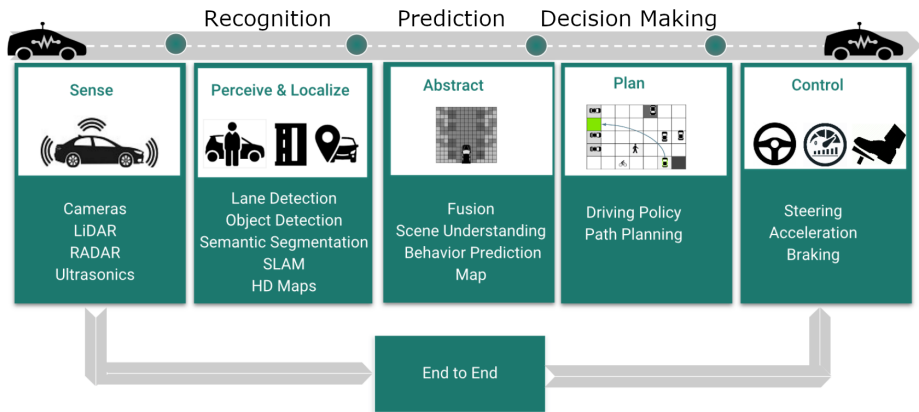 Recognition
Prediction
Decision Making
Sense
Cameras
LiDAR
RADAR
Ultrasonics
Perceive & Localize
Lane Detection
Object Detection
Semantic Segmentation
SLAM
HD Maps
Abstract
Fusion
Scene Understanding
Behavior Prediction
Map
Plan
Driving Policy
Path Planning
Control
Steering
Acceleration
Braking
End to End